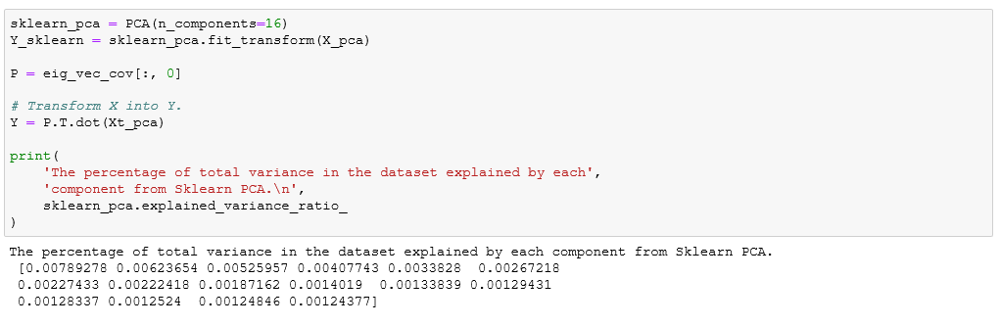 sklearn_pca = PCA(n_components=16)
Y_sklearn = sklearn_pca.fit_transform(X_pca)
P = eig_vec_cov[:, 0]
# Transform X into Y.
Y = P.T.dot(Xt_pca)
print(
    'The percentage of total variance in the dataset explained by each',
    'component from Sklearn PCA.\n',
    sklearn_pca.explained_variance_ratio_
)
The percentage of total variance in the dataset explained by each component from Sklearn PCA.
 [0.00789278 0.00623654 0.00525957 0.00407743 0.0033828  0.00267218
 0.00227433 0.00222418 0.00187162 0.0014019  0.00133839 0.00129431
 0.00128337 0.0012524  0.00124846 0.00124377]